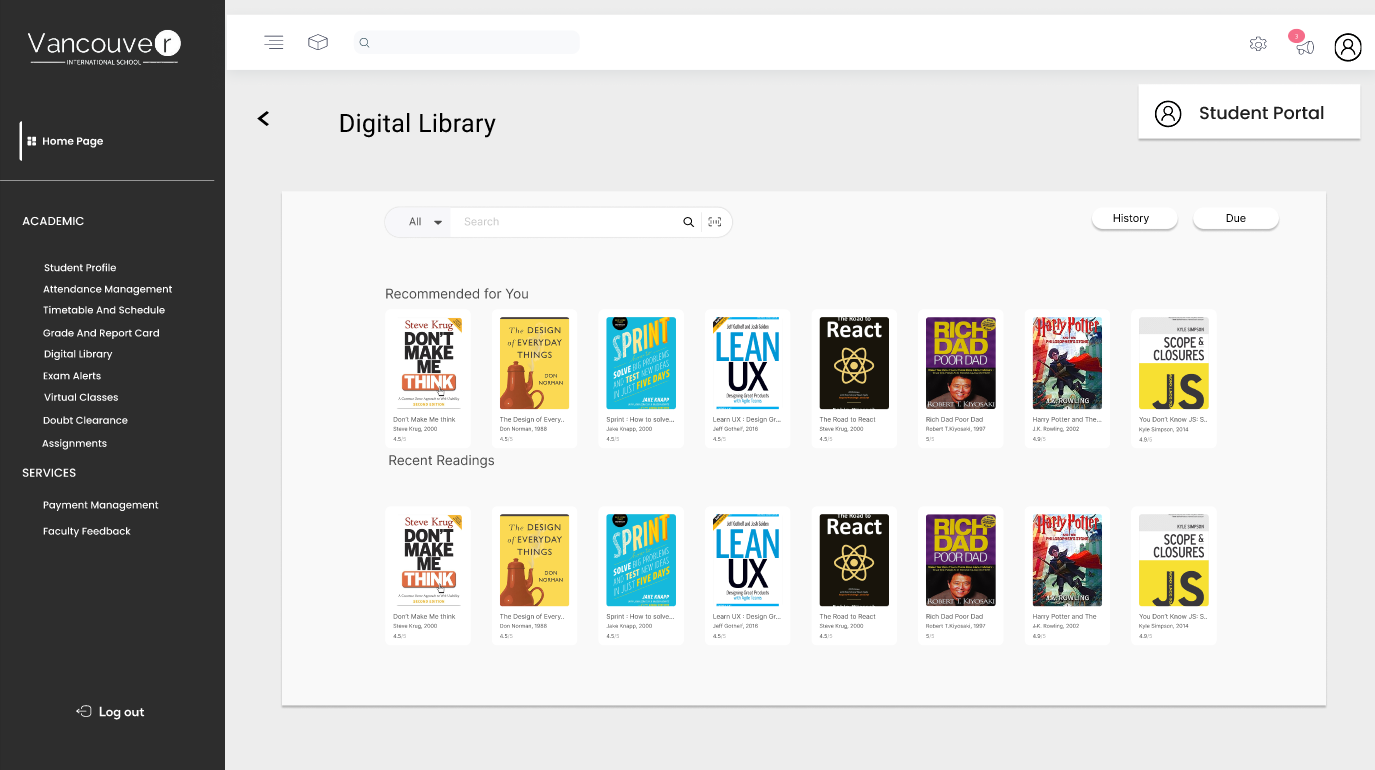 Vancouver
INTERNATIONAL SCHOOL
3
Home Page
Digital Library
Student Portal
ACADEMIC
Student Profile
Attendance Management
Timetable And Schedule
Grade And Report Card
Digital Library
Exam Alerts
Virtual Classes
Doubt Clearance
Assignments
SERVICES
Payment Management
Faculty Feedback
Log out
All
Search
History
Due
Recommended for You
Steve Krug
DON'T
MAKE
ME
THINK
SECOND EDITION
Don't Make Me think
Steve Krug, 2000
4.5/5
The DESIGN
of EVERYDAY
THINGS
DON
NORMAN
The Design of Every..
Don Norman, 1988
4.5/5
SPRINT
SOLVE BIG PROBLEMS
AND TEST NEW IDEAS
IN JUST FIVE DAYS
JAKE KNAPP
Sprint : How to solve...
Jake Knapp, 2000
4.5/5
Jeff Gothelf and Josh Seiden
LEAN
UX
Designing Great Products
with Agile Teams
Learn UX : Design Gr...
Jeff Gothelf, 2016
4.5/5
The Road to
React
The Road to React
Steve Krug, 2000
4.5/5
RICH
DAD
POOR DAD
ROBERT T. KIYOSAKI
Rich Dad Poor Dad
Robert T.Kiyosaki, 1997
5/5
Harry Potter
AND THE
PHILOSOPHER'S STONE
J.K. ROWLING
Harry Potter and The...
J.K. Rowling, 2002
4.9/5
KYLE SIMPSON
SCOPE &
CLOSURES
JS
You Don't Know JS: S..
Kyle Simpson, 2014
4.9/5
Recent Readings
Steve Krug
DON'T
MAKE
ME
THINK
SECOND EDITION
Don't Make Me think
Steve Krug, 2000
4.5/5
The DESIGN
of EVERYDAY
THINGS
DON
NORMAN
The Design of Every..
Don Norman, 1988
4.5/5
SPRINT
SOLVE BIG PROBLEMS
AND TEST NEW IDEAS
IN JUST FIVE DAYS
JAKE KNAPP
Sprint : How to solve...
Jake Knapp, 2000
4.5/5
Jeff Gothelf and Josh Seiden
LEAN
UX
Designing Great Products
with Agile Teams
Learn UX : Design Gr...
Jeff Gothelf, 2016
4.5/5
The Road to
React
The Road to React
Steve Krug, 2000
4.5/5
RICH
DAD
POOR DAD
ROBERT T. KIYOSAKI
Rich Dad Poor Dad
Robert T.Kiyosaki, 1997
5/5
Harry Potter
AND THE
PHILOSOPHER'S STONE
J.K. ROWLING
Harry Potter and The
J.K. Rowling, 2002
4.9/5
KYLE SIMPSON
SCOPE &
CLOSURES
JS
You Don't Know JS: S..
Kyle Simpson, 2014
4.9/5